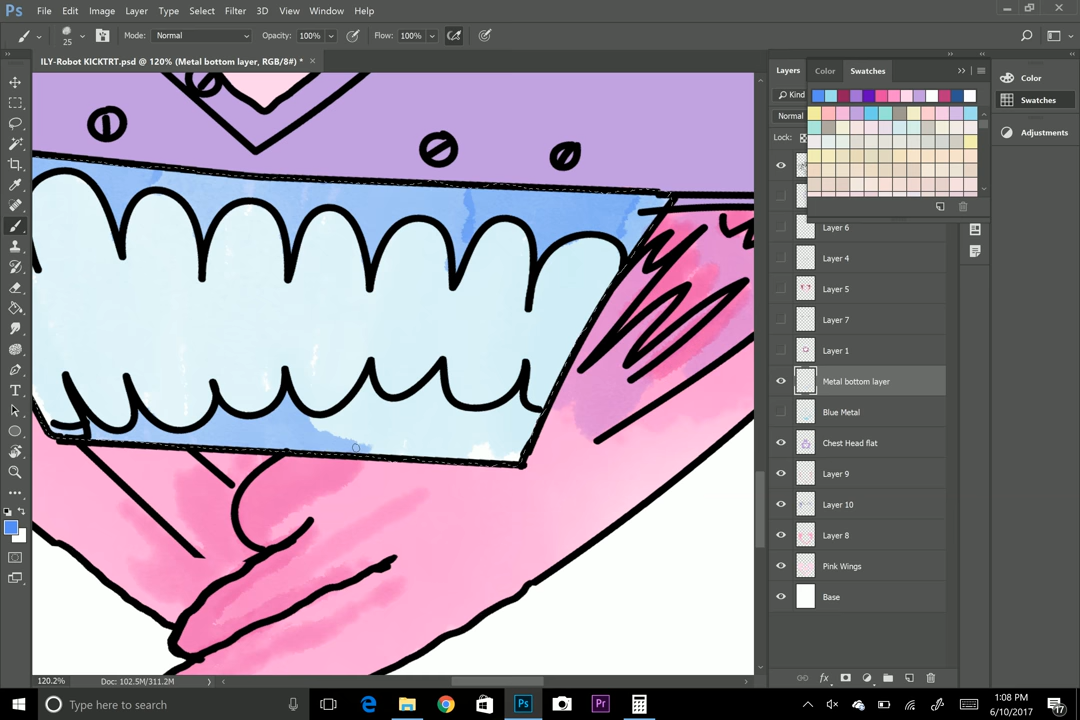 Ps File Edit Image Layer Type Select Filter 3D View Window Help
25 Mode: Normal Opacity: 100% Flow: 100%
ILY-Robot KICKTRT.psd @ 120% (Metal bottom layer, RGB/8#) * ×
Layers Color Swatches
Color
Swatches
Adjustments
Kind
Normal
Lock:
Layer 6
Layer 4
Layer 5
Layer 7
Layer 1
Metal bottom layer
Blue Metal
Chest Head flat
Layer 9
Layer 10
Layer 8
Pink Wings
Base
fx
120.2% Doc: 102.5M/311.2M
Type here to search
Ps
Pr
1:08 PM
6/10/2017
17